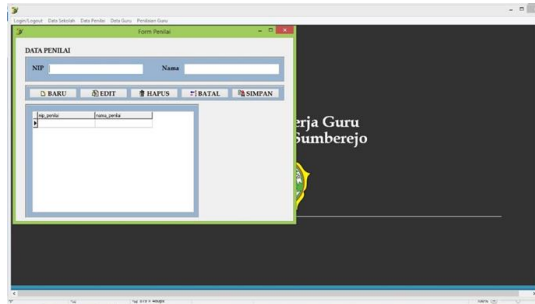 Login/Logout Data Sekolah Data Penilai Data Guru Penilaian Guru
Form Penilai
DATA PENILAI
NIP Nama
BARU EDIT HAPUS BATAL SIMPAN
nip_penilai nama_penilai
erja Guru
Sumberejo